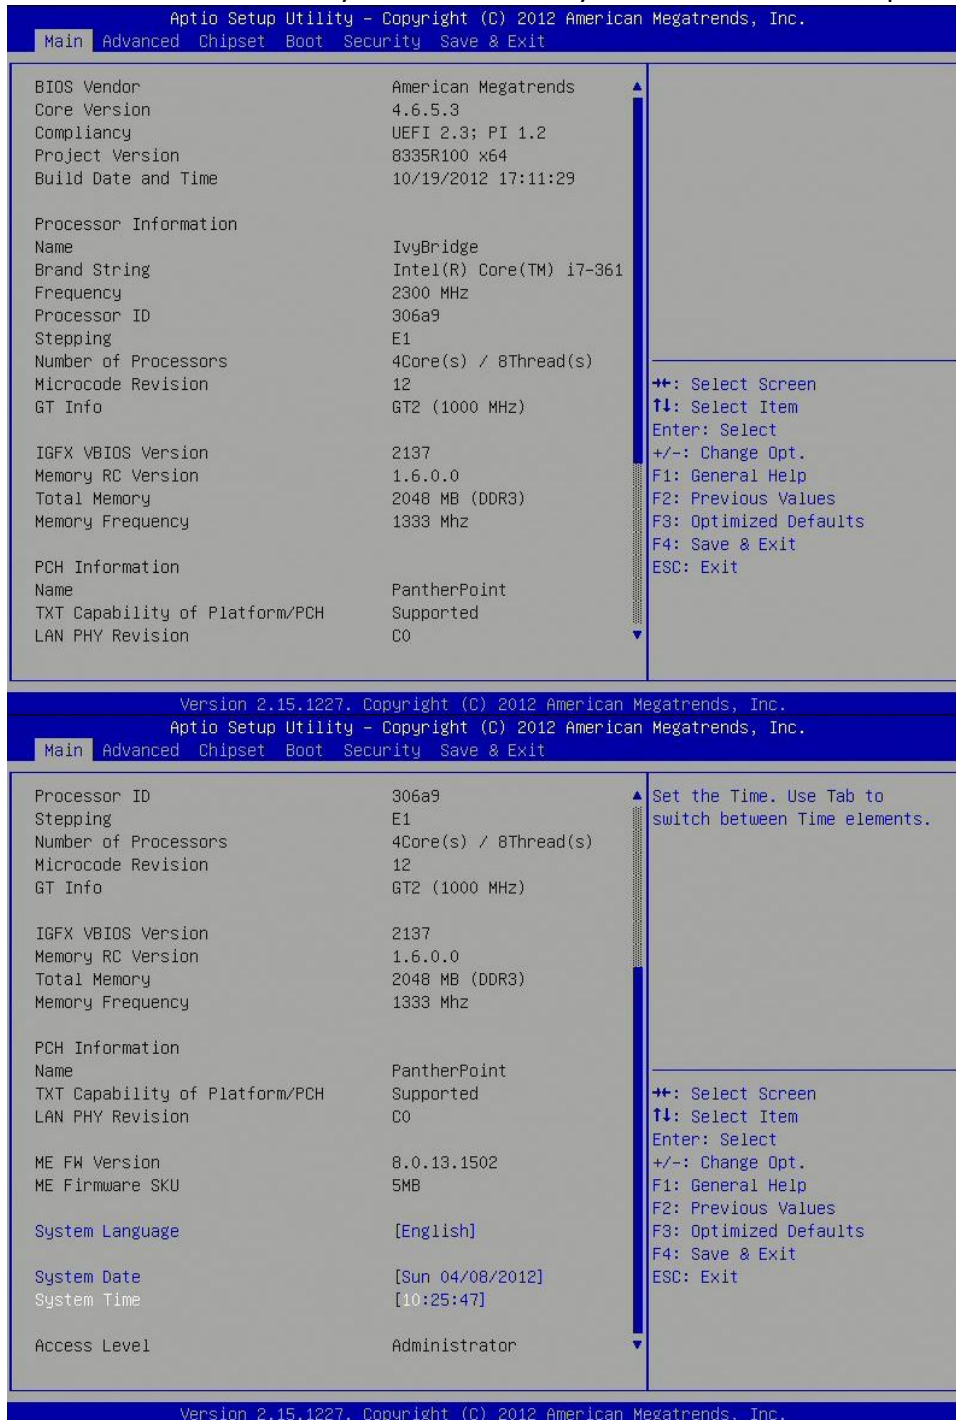 Aptio Setup Utility – Copyright (C) 2012 American Megatrends, Inc.
Main Advanced Chipset Boot Security Save & Exit
BIOS Vendor American Megatrends
Core Version 4.6.5.3
Compliancy UEFI 2.3; PI 1.2
Project Version 8335R100 x64
Build Date and Time 10/19/2012 17:11:29
Processor Information
Name IvyBridge
Brand String Intel(R) Core(TM) i7-361
Frequency 2300 MHz
Processor ID 306a9
Stepping E1
Number of Processors 4Core(s) / 8Thread(s)
Microcode Revision 12
GT Info GT2 (1000 MHz)
IGFX VBIOS Version 2137
Memory RC Version 1.6.0.0
Total Memory 2048 MB (DDR3)
Memory Frequency 1333 Mhz
PCH Information
Name PantherPoint
TXT Capability of Platform/PCH Supported
LAN PHY Revision C0
→←: Select Screen
↑↓: Select Item
Enter: Select
+/-: Change Opt.
F1: General Help
F2: Previous Values
F3: Optimized Defaults
F4: Save & Exit
ESC: Exit
Version 2.15.1227. Copyright (C) 2012 American Megatrends, Inc.
Aptio Setup Utility – Copyright (C) 2012 American Megatrends, Inc.
Main Advanced Chipset Boot Security Save & Exit
Processor ID 306a9
Stepping E1
Number of Processors 4Core(s) / 8Thread(s)
Microcode Revision 12
GT Info GT2 (1000 MHz)
IGFX VBIOS Version 2137
Memory RC Version 1.6.0.0
Total Memory 2048 MB (DDR3)
Memory Frequency 1333 Mhz
PCH Information
Name PantherPoint
TXT Capability of Platform/PCH Supported
LAN PHY Revision C0
ME FW Version 8.0.13.1502
ME Firmware SKU 5MB
System Language [English]
System Date [Sun 04/08/2012]
System Time [10:25:47]
Access Level Administrator
Set the Time. Use Tab to
switch between Time elements.
→←: Select Screen
↑↓: Select Item
Enter: Select
+/-: Change Opt.
F1: General Help
F2: Previous Values
F3: Optimized Defaults
F4: Save & Exit
ESC: Exit
Version 2.15.1227. Copyright (C) 2012 American Megatrends, Inc.